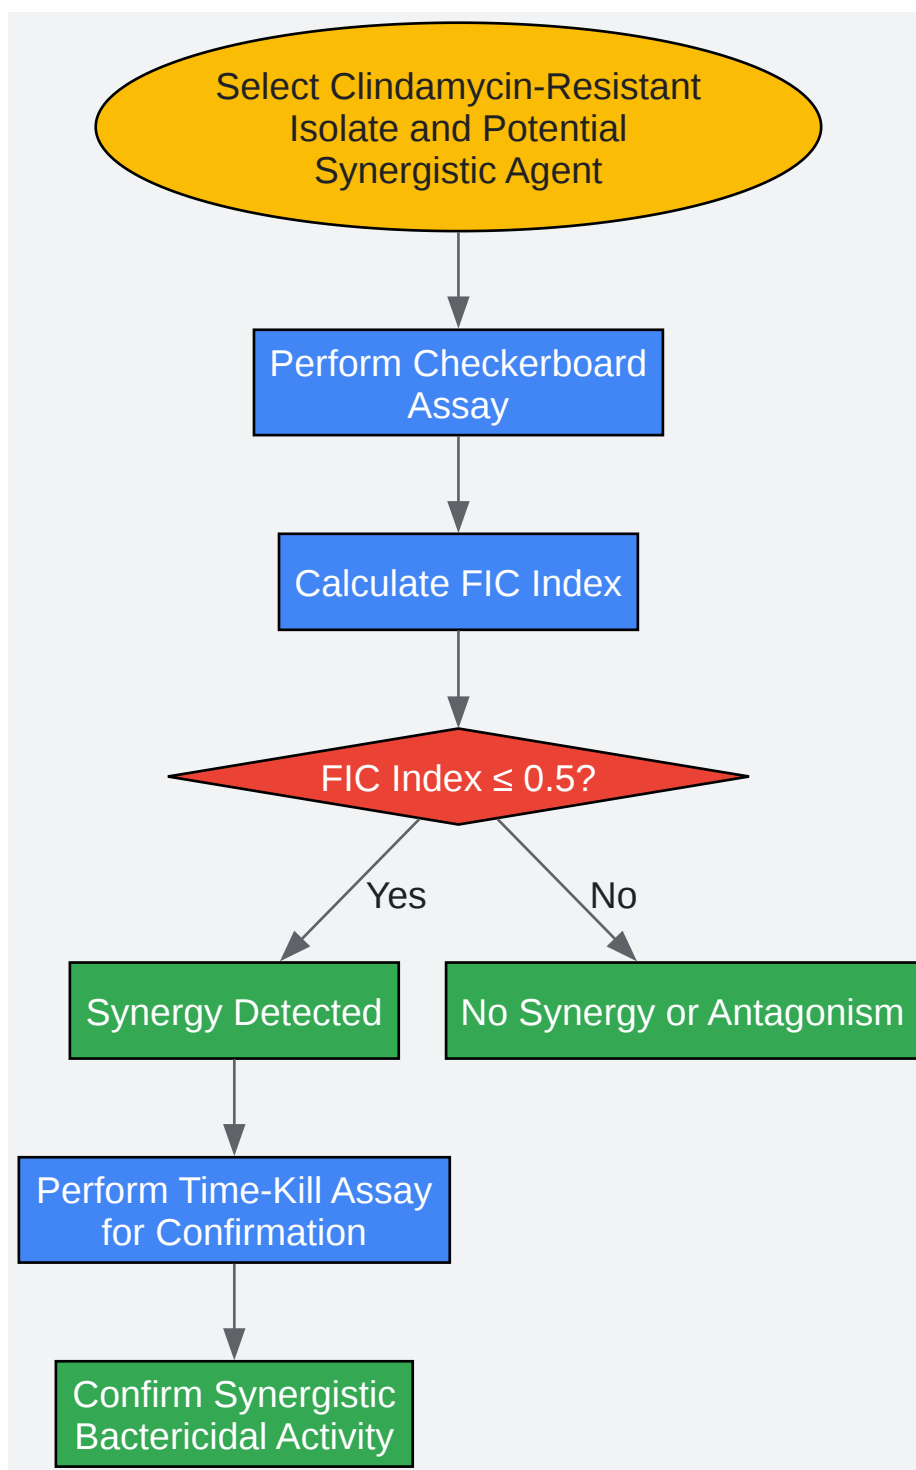 Select Clindamycin-Resistant
Isolate and Potential
Synergistic Agent
Perform Checkerboard
Assay
Calculate FIC Index
FIC Index ≤ 0.5?
Yes
No
Synergy Detected
No Synergy or Antagonism
Perform Time-Kill Assay
for Confirmation
Confirm Synergistic
Bactericidal Activity